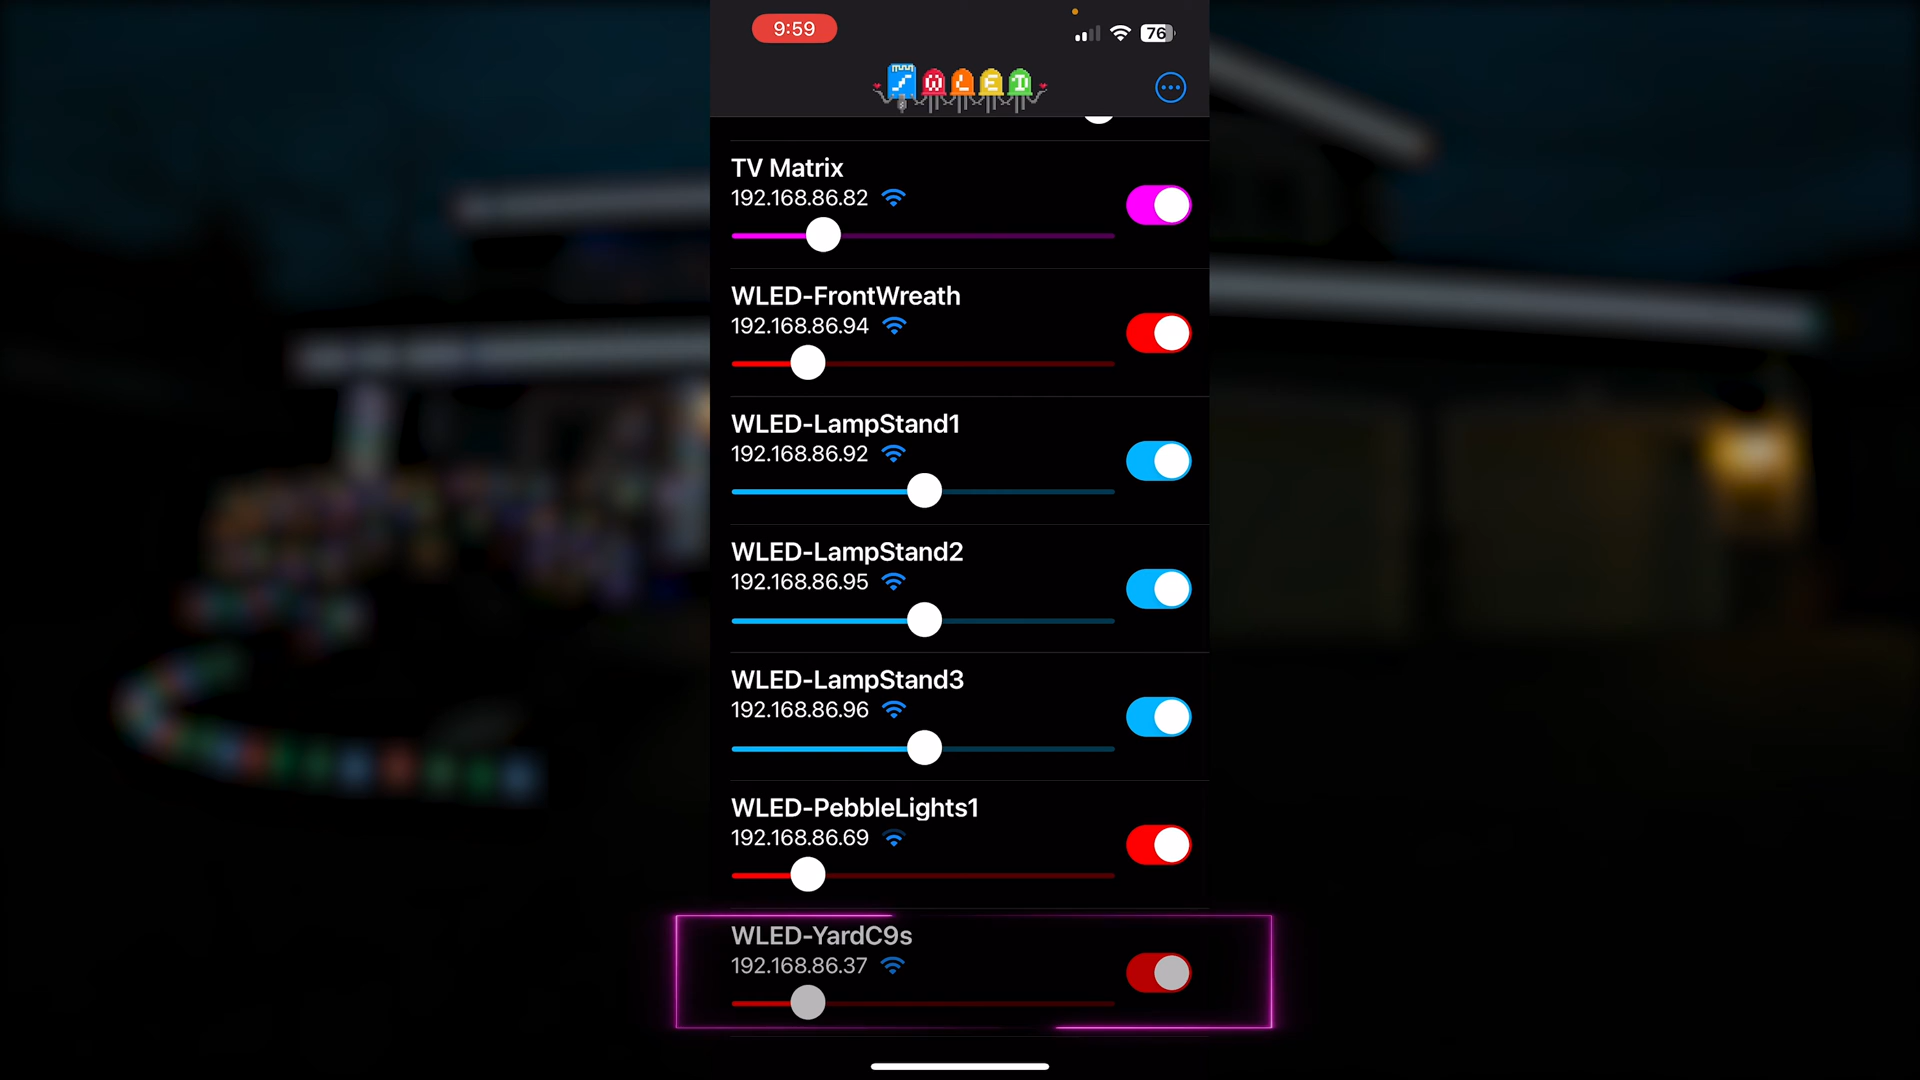 9:59
76
WLED
TV Matrix
192.168.86.82
WLED-FrontWreath
192.168.86.94
WLED-LampStand1
192.168.86.92
WLED-LampStand2
192.168.86.95
WLED-LampStand3
192.168.86.96
WLED-PebbleLights1
192.168.86.69
WLED-YardC9s
192.168.86.37